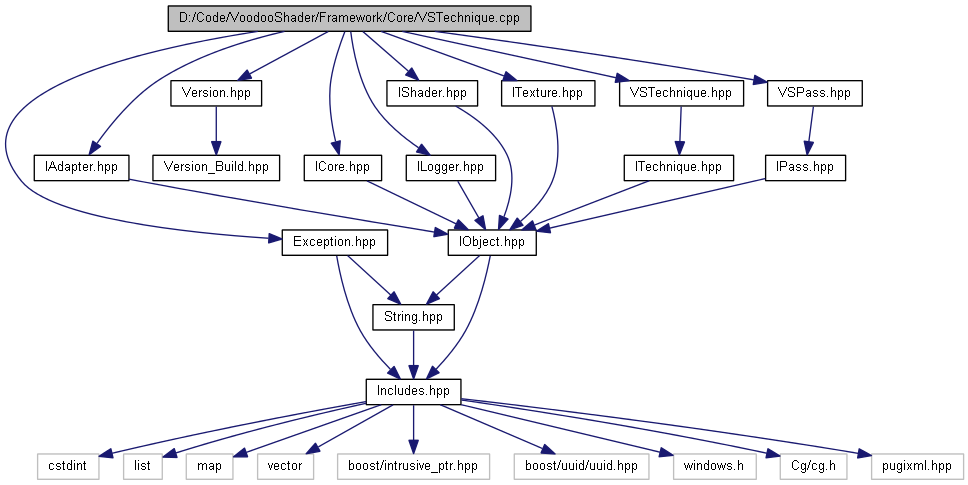 D:/Code/VoodooShader/Framework/Core/VSTechnique.cpp
Version.hpp
IShader.hpp
ITexture.hpp
VSTechnique.hpp
VSPass.hpp
IAdapter.hpp
Version_Build.hpp
ICore.hpp
ILogger.hpp
ITechnique.hpp
IPass.hpp
Exception.hpp
IObject.hpp
String.hpp
Includes.hpp
cstdint
list
map
vector
boost/intrusive_ptr.hpp
boost/uuid/uuid.hpp
windows.h
Cg/cg.h
pugixml.hpp